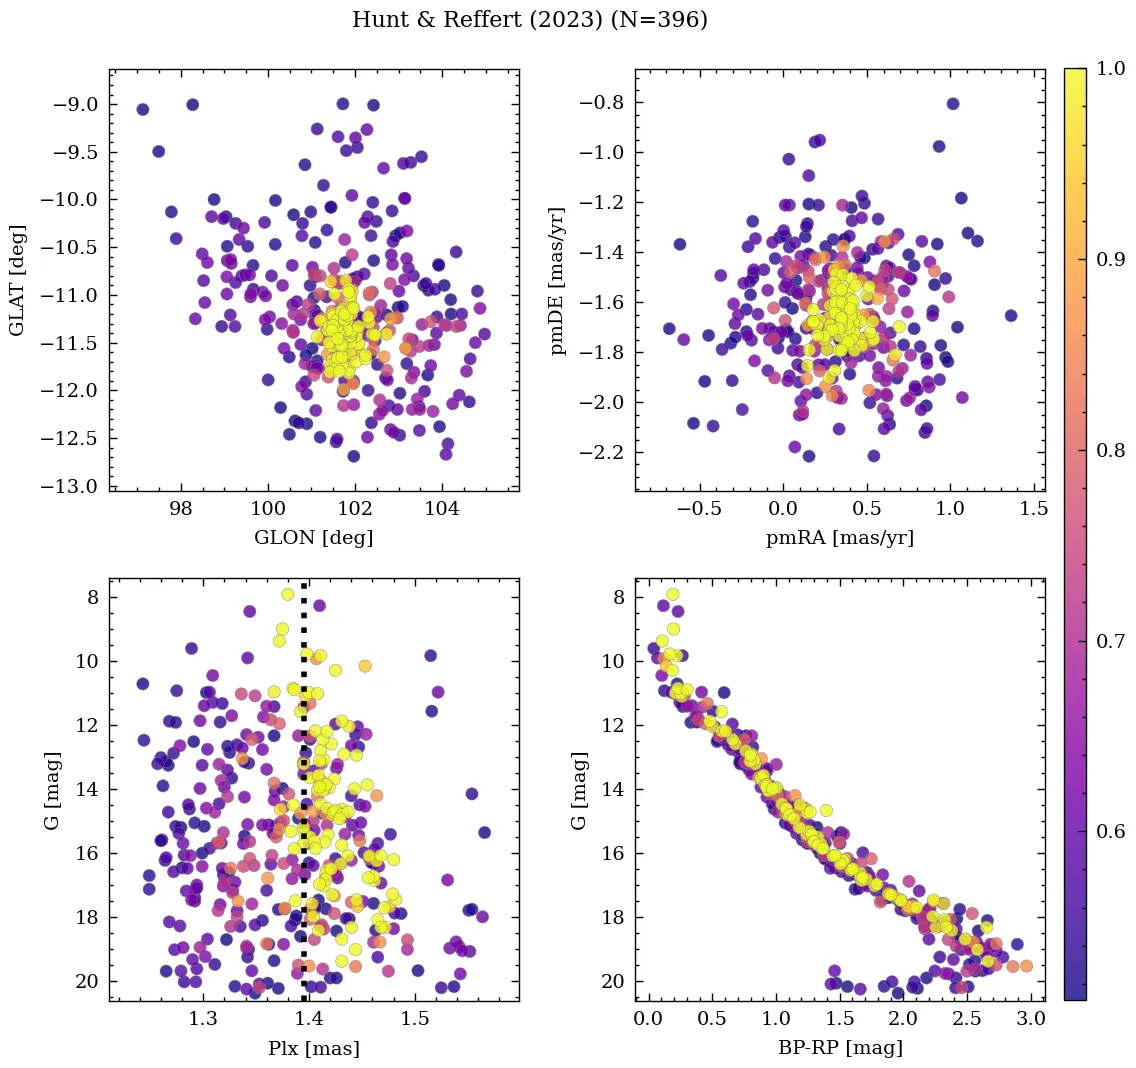 Hunt & Reffert (2023) (N=396)
−9.0
−9.5
−10.0
−10.5
−11.0
−11.5
−12.0
−12.5
−13.0
GLAT [deg]
98 100 102 104
GLON [deg]
−0.8
−1.0
−1.2
−1.4
−1.6
−1.8
−2.0
−2.2
pmDE [mas/yr]
−0.5 0.0 0.5 1.0 1.5
pmRA [mas/yr]
1.0
0.9
0.8
0.7
0.6
8
10
12
14
16
18
20
G [mag]
1.3 1.4 1.5
Plx [mas]
8
10
12
14
16
18
20
G [mag]
0.0 0.5 1.0 1.5 2.0 2.5 3.0
BP-RP [mag]